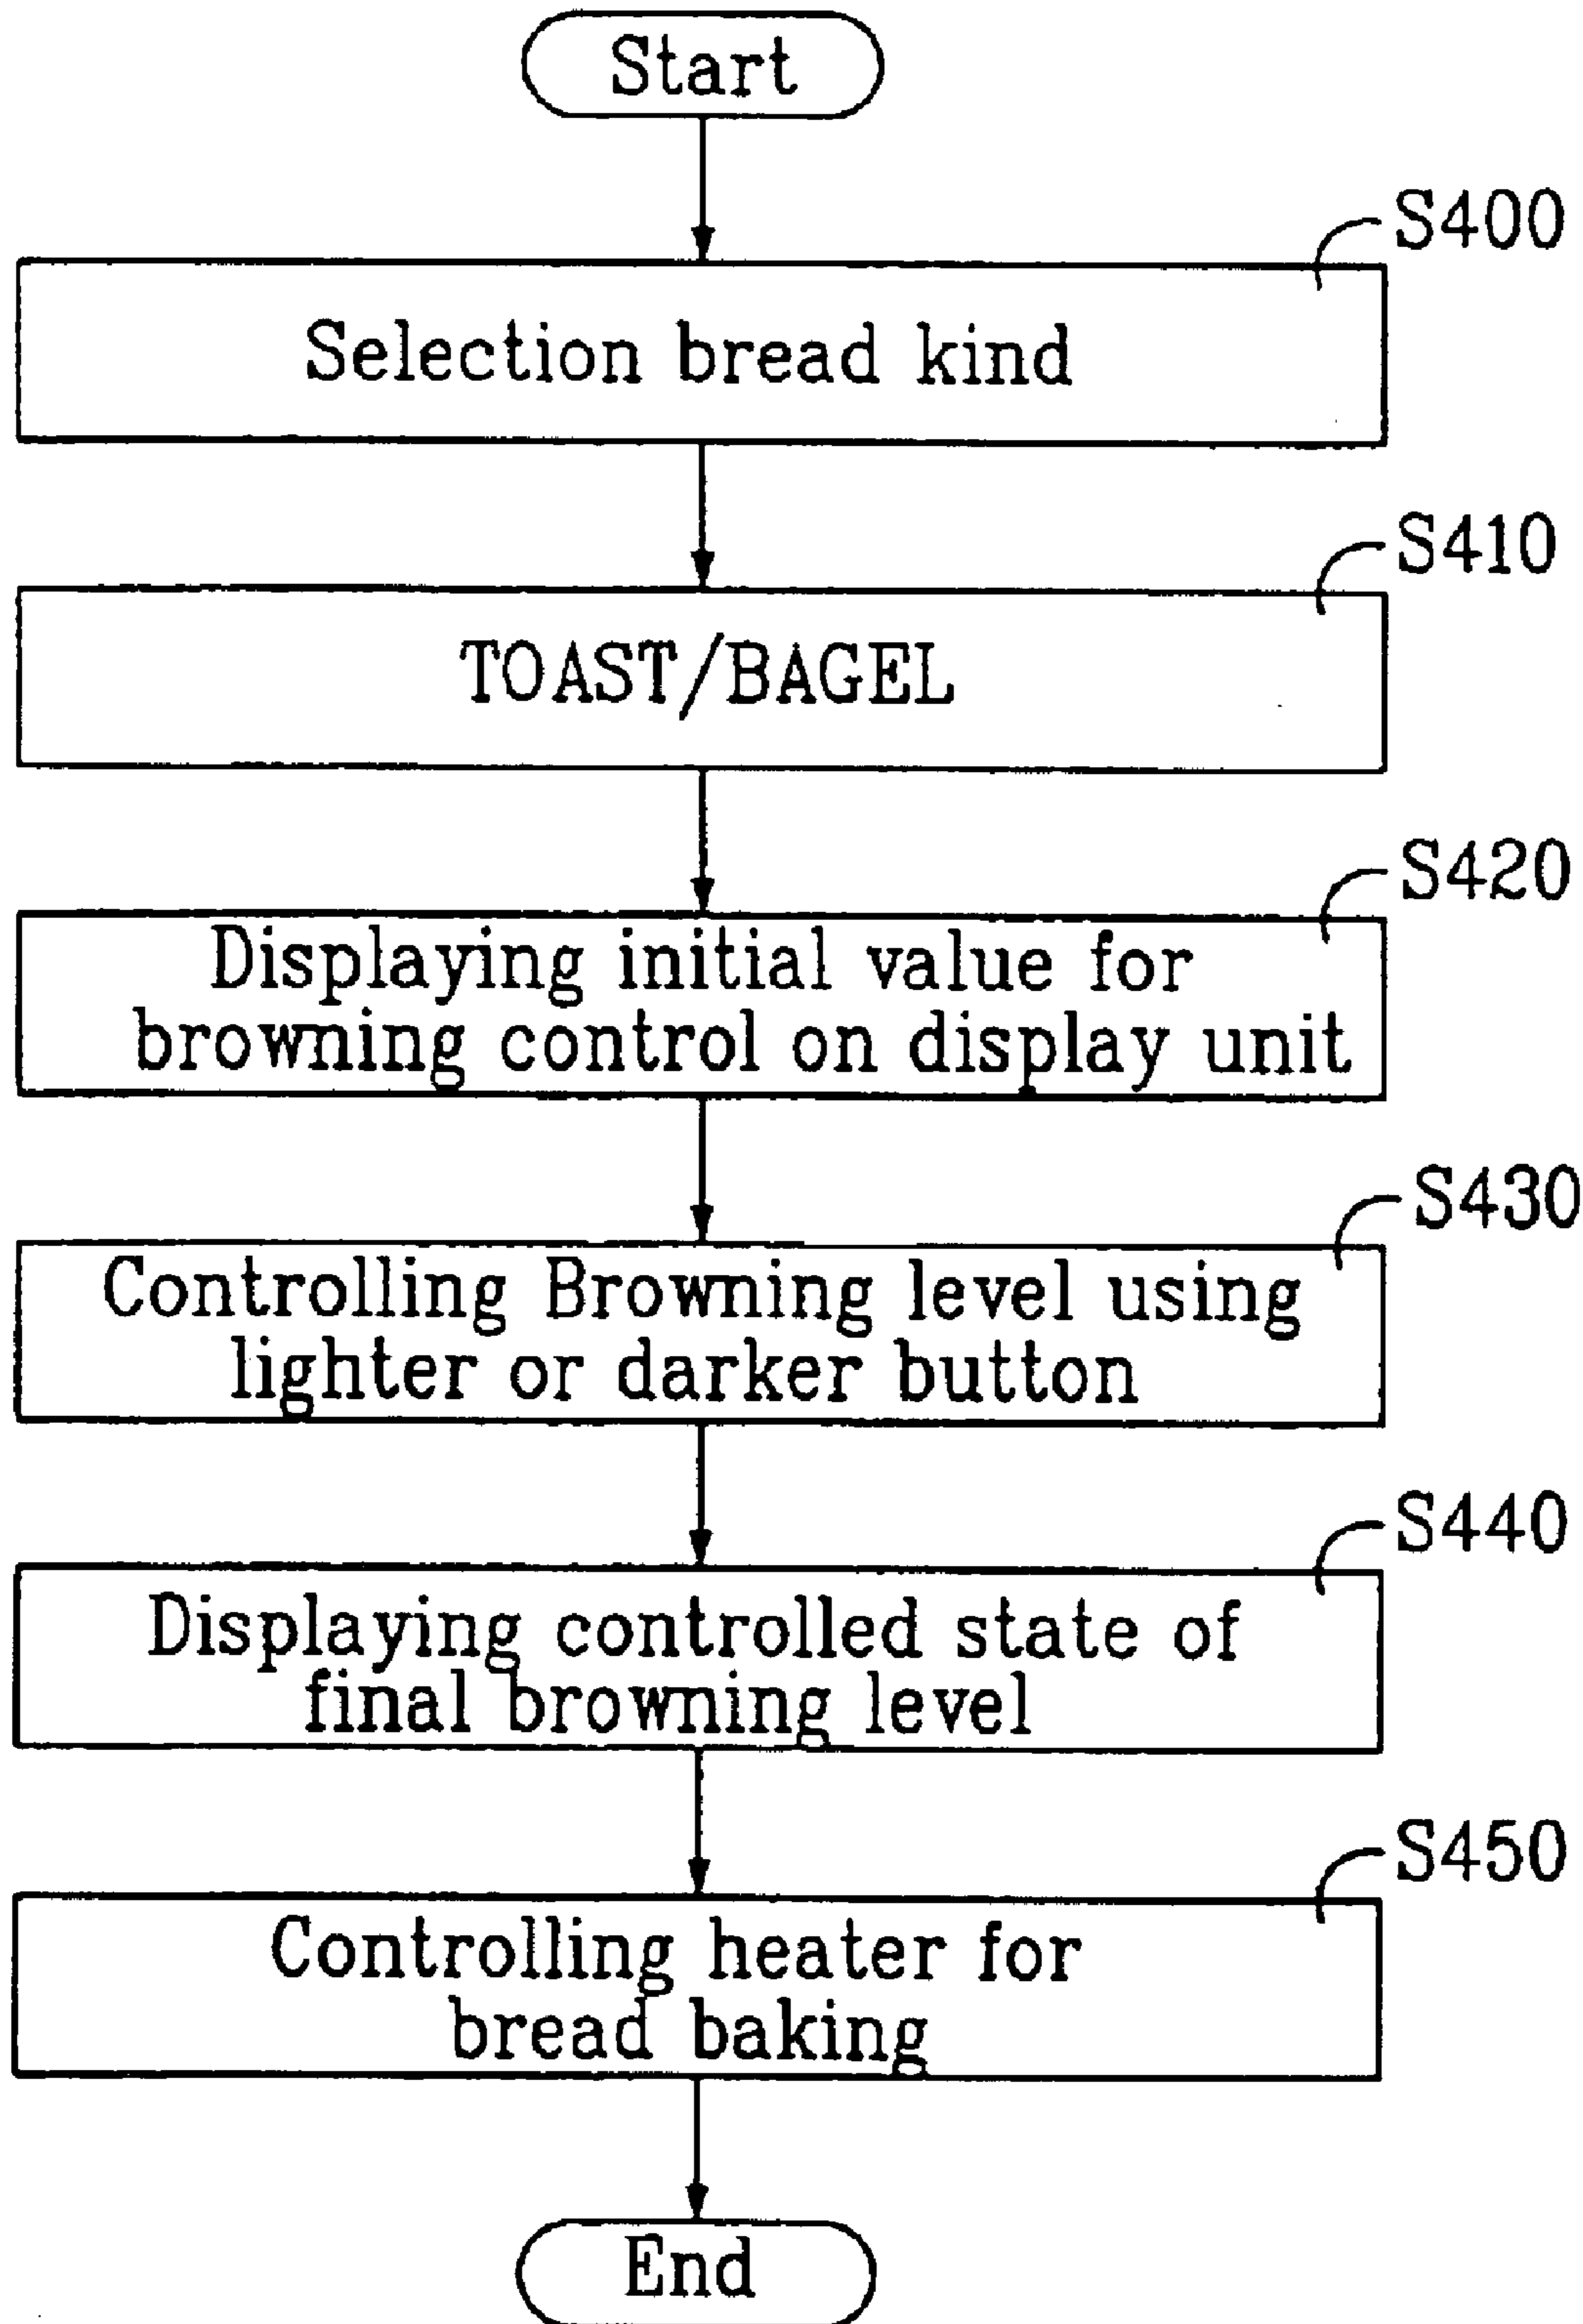 Start
S400
Selection bread kind
S410
TOAST/BAGEL
S420
Displaying initial value for
browning control on display unit
S430
Controlling Browning level using
lighter or darker button
S440
Displaying controlled state of
final browning level
S450
Controlling heater for
bread baking
End